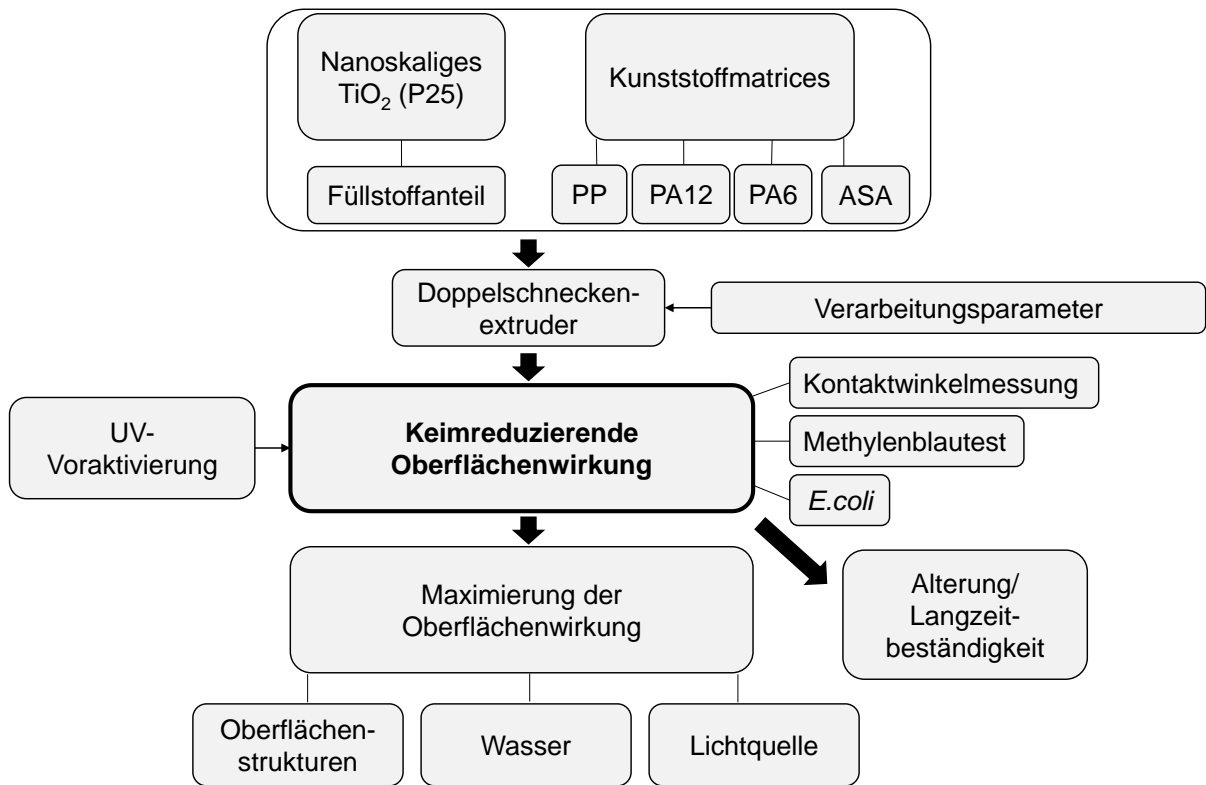 Nanoskaliges
TiO₂ (P25)
Kunststoffmatrices
Füllstoffanteil
PP
PA12
PA6
ASA
Doppelschnecken-
extruder
Verarbeitungsparameter
UV-
Voraktivierung
Keimreduzierende
Oberflächenwirkung
Kontaktwinkelmessung
Methylenblautest
E.coli
Maximierung der
Oberflächenwirkung
Alterung/
Langzeit-
beständigkeit
Oberflächen-
strukturen
Wasser
Lichtquelle